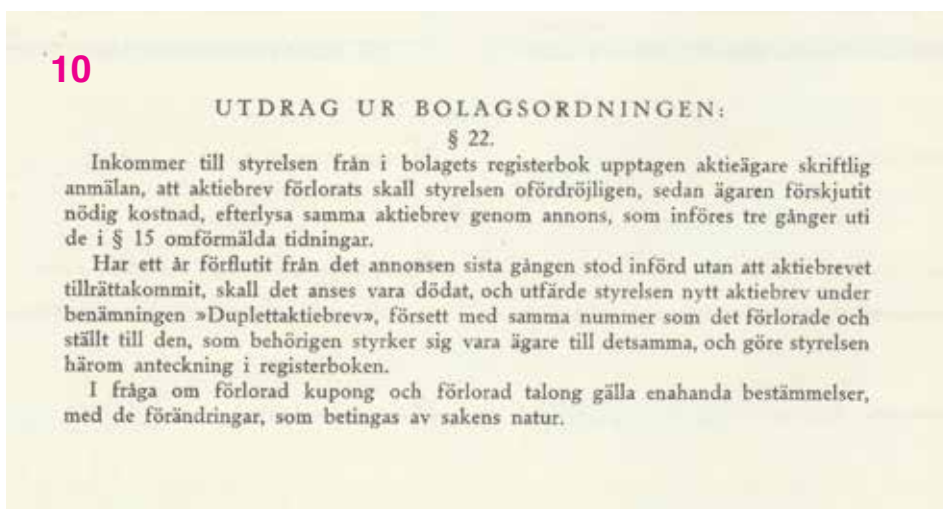 10
UTDRAG UR BOLAGSORDNINGEN:
§ 22.
Inkommer till styrelsen från i bolagets registerbok upptagen aktieägare skriftlig
anmälan, att aktiebrev förlorats skall styrelsen ofördröjligen, sedan ägaren förskjutit
nödig kostnad, efterlysa samma aktiebrev genom annons, som införes tre gånger uti
de i § 15 omförmälda tidningar.
Har ett år förflutit från det annonsen sista gången stod införd utan att aktiebrevet
tillrättakommit, skall det anses vara dödat, och utfärde styrelsen nytt aktiebrev under
benämningen »Duplettaktiebrev», försett med samma nummer som det förlorade och
ställt till den, som behörigen styrker sig vara ägare till detsamma, och göre styrelsen
härom anteckning i registerboken.
I fråga om förlorad kupong och förlorad talong gälla enahanda bestämmelser,
med de förändringar, som betingas av sakens natur.